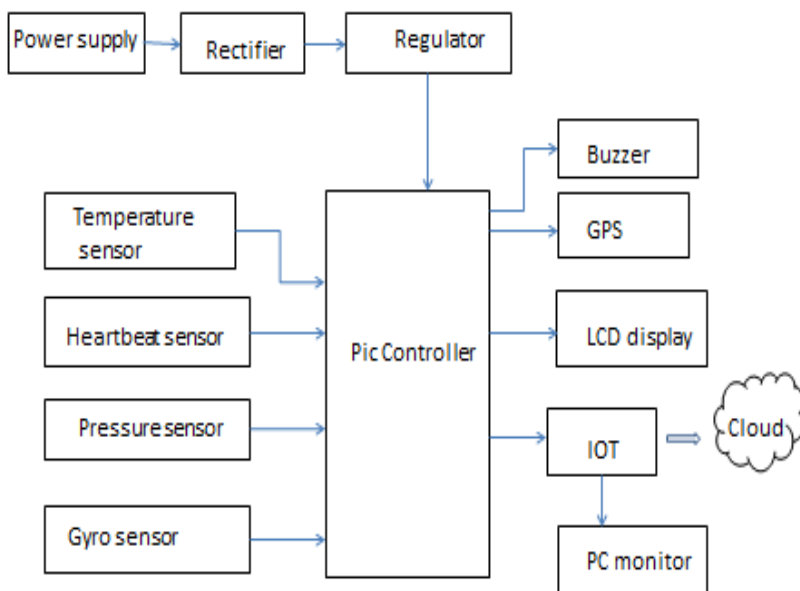 Power supply
Rectifier
Regulator
Buzzer
Temperature
sensor
GPS
Heartbeat sensor
Pic Controller
LCD display
Pressure sensor
IOT
Cloud
Gyro sensor
PC monitor